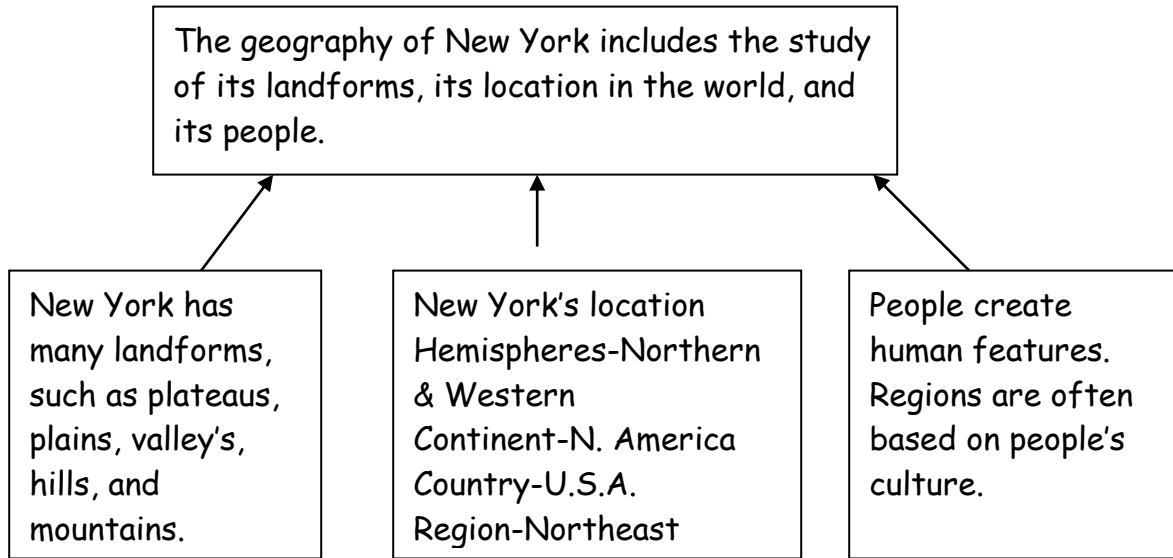 The geography of New York includes the study
of its landforms, its location in the world, and
its people.
New York has
many landforms,
such as plateaus,
plains, valley's,
hills, and
mountains.
New York's location
Hemispheres-Northern
& Western
Continent-N. America
Country-U.S.A.
Region-Northeast
People create
human features.
Regions are often
based on people's
culture.